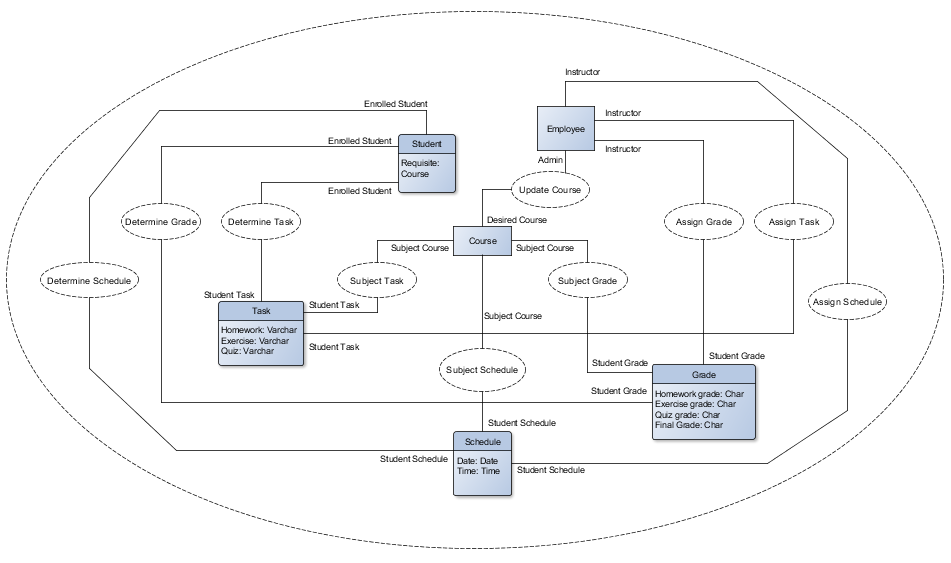 Instructor
Enrolled Student
Instructor
Employee
Enrolled Student
Student
Instructor
Admin
Requisite:
Course
Enrolled Student
Update Course
Desired Course
Determine Grade
Determine Task
Assign Grade
Assign Task
Course
Subject Course
Subject Course
Determine Schedule
Subject Task
Subject Grade
Student Task
Student Task
Assign Schedule
Task
Subject Course
Homework: Varchar
Exercise: Varchar
Quiz: Varchar
Student Task
Student Grade
Student Grade
Subject Schedule
Grade
Student Grade
Homework grade: Char
Exercise grade: Char
Quiz grade: Char
Final Grade: Char
Student Schedule
Schedule
Student Schedule
Date: Date
Time: Time
Student Schedule